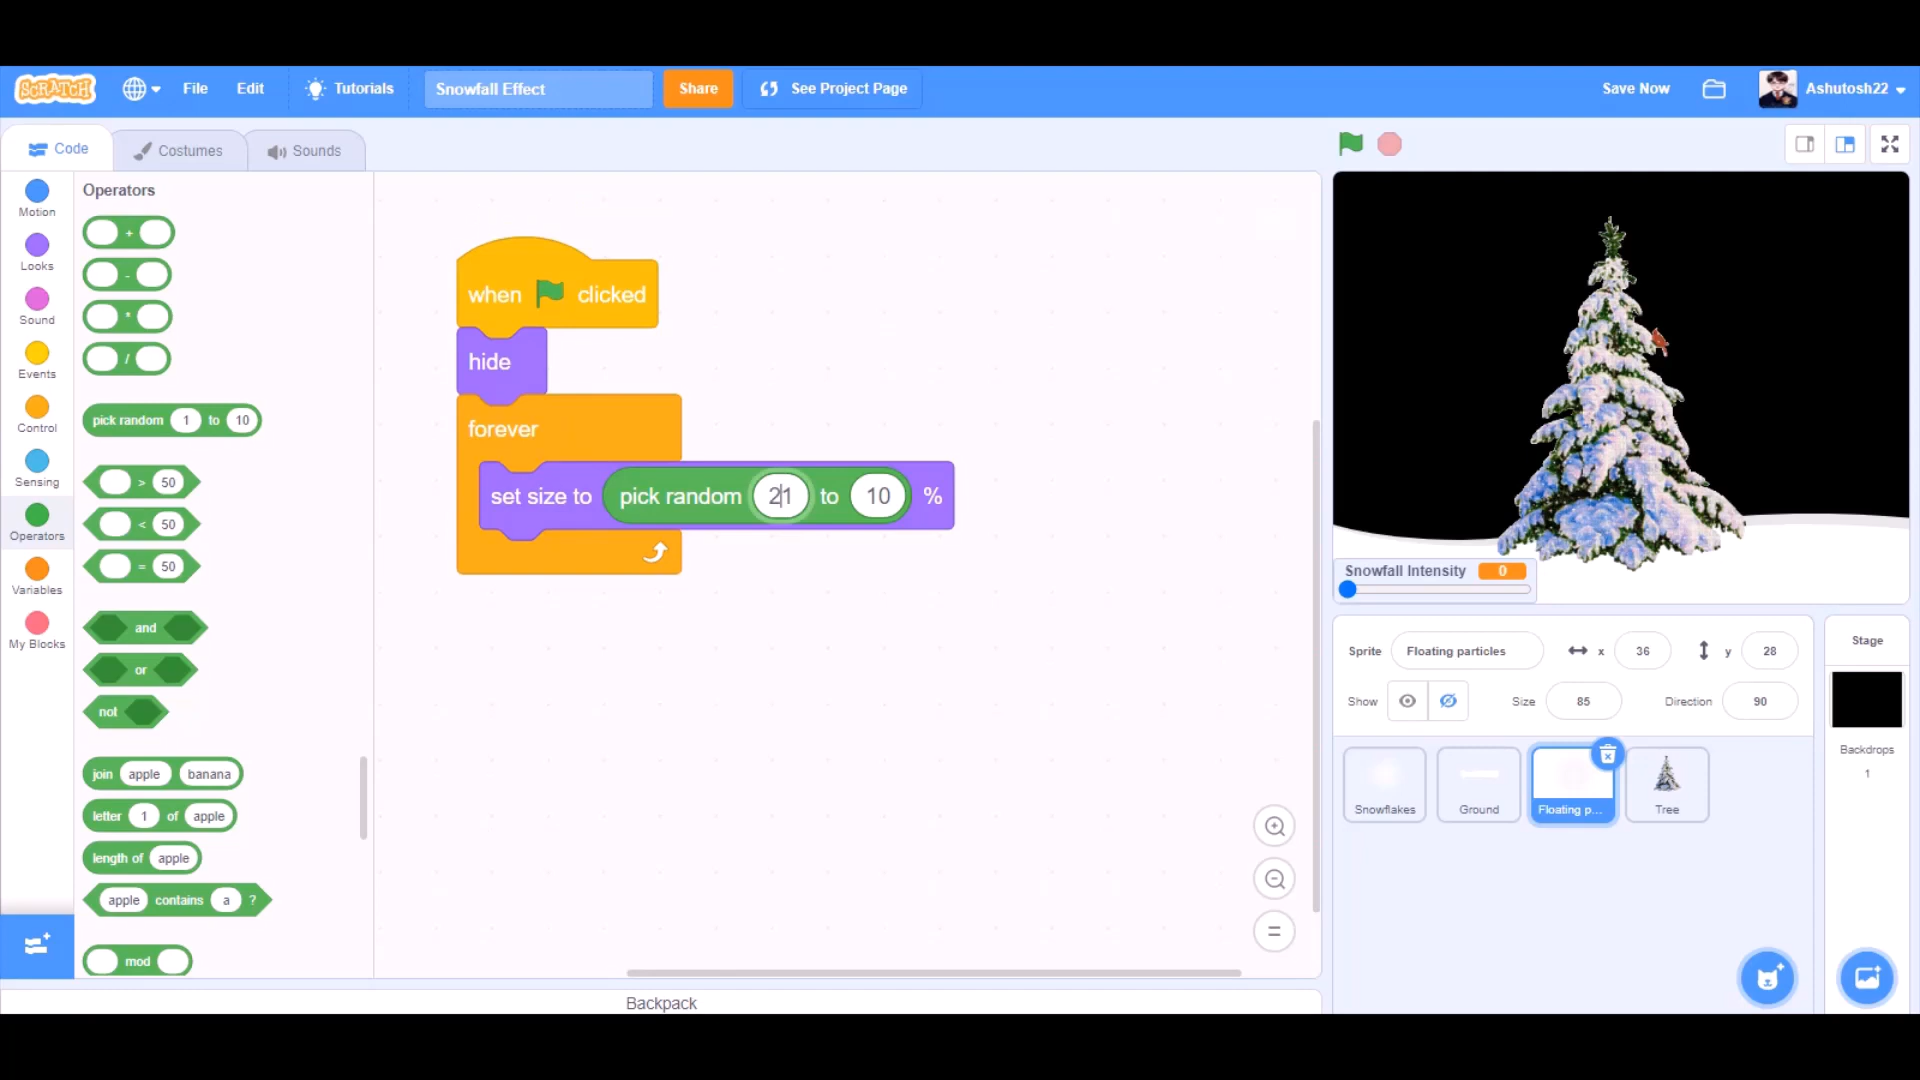 SCRATCH File Edit Tutorials Snowfall Effect Share See Project Page Save Now Ashutosh22
Code Costumes Sounds
Motion
Looks
Sound
Events
Control
Sensing
Operators
Variables
My Blocks
Operators
+
-
*
/
pick random 1 to 10
> 50
< 50
= 50
and
or
not
join apple banana
letter 1 of apple
length of apple
apple contains a ?
mod
when clicked
hide
forever
set size to pick random 21 to 10 %
=
Backpack
Snowfall Intensity 0
Sprite Floating particles x 36 y 28
Show Size 85 Direction 90
Snowflakes Ground Floating p... Tree
Stage
Backdrops
1